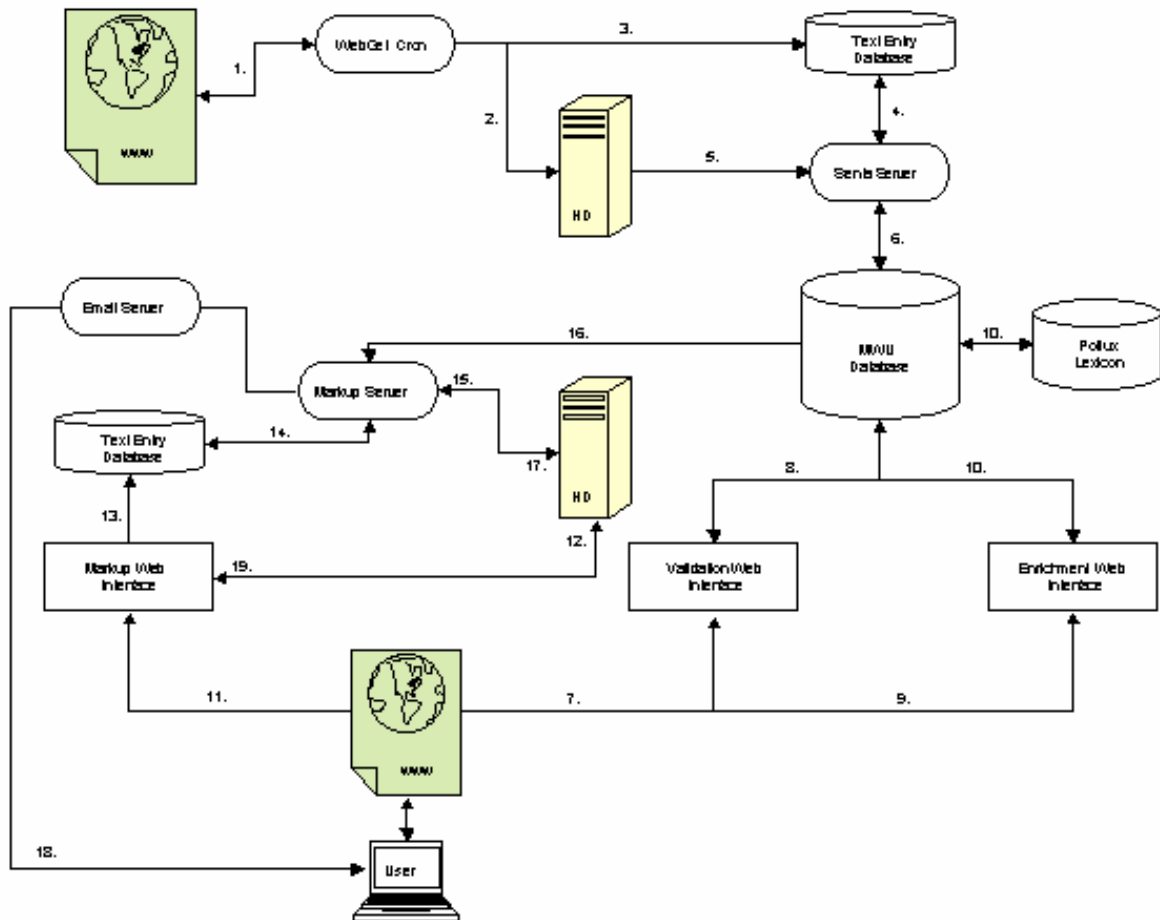 WebGet Cron
3.
Text Entry
Database
1.
2.
4.
WWW
5.
Senta Server
HD
6.
Email Server
16.
MWU
Database
10.
Pollux
Lexicon
Markup Server
15.
Text Entry
Database
14.
17.
HD
8.
10.
13.
12.
Markup Web
Interface
19.
Validation Web
Interface
Enrichment Web
Interface
11.
7.
9.
WWW
18.
User